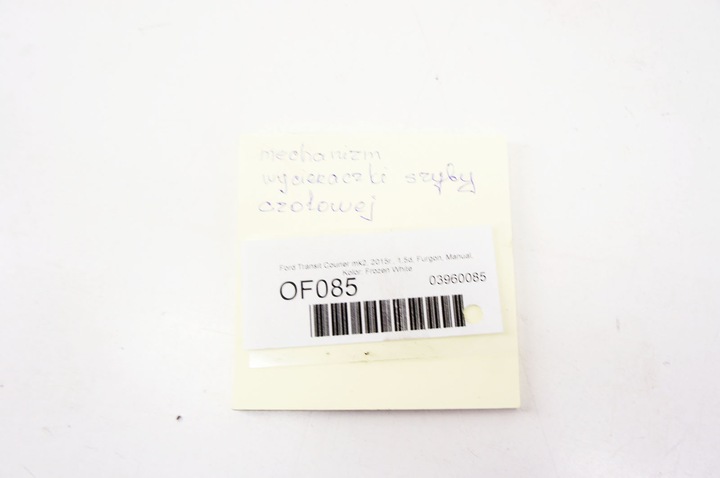 mechanizm
wycieraczki szyby
czołowej
Ford Transit Courier mk2, 2015r., 1.5d, Furgon, Manual,
Kolor: Frozen White
OF085
03960085